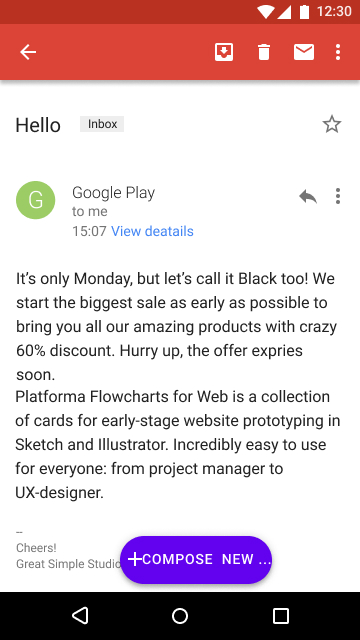 12:30
Hello
Inbox
G
Google Play
to me
15:07 View deatails
It’s only Monday, but let’s call it Black too! We
start the biggest sale as early as possible to
bring you all our amazing products with crazy
60% discount. Hurry up, the offer expries
soon.
Platforma Flowcharts for Web is a collection
of cards for early-stage website prototyping in
Sketch and Illustrator. Incredibly easy to use
for everyone: from project manager to
UX-designer.
--
Cheers!
Great Simple Studio
COMPOSE NEW ...